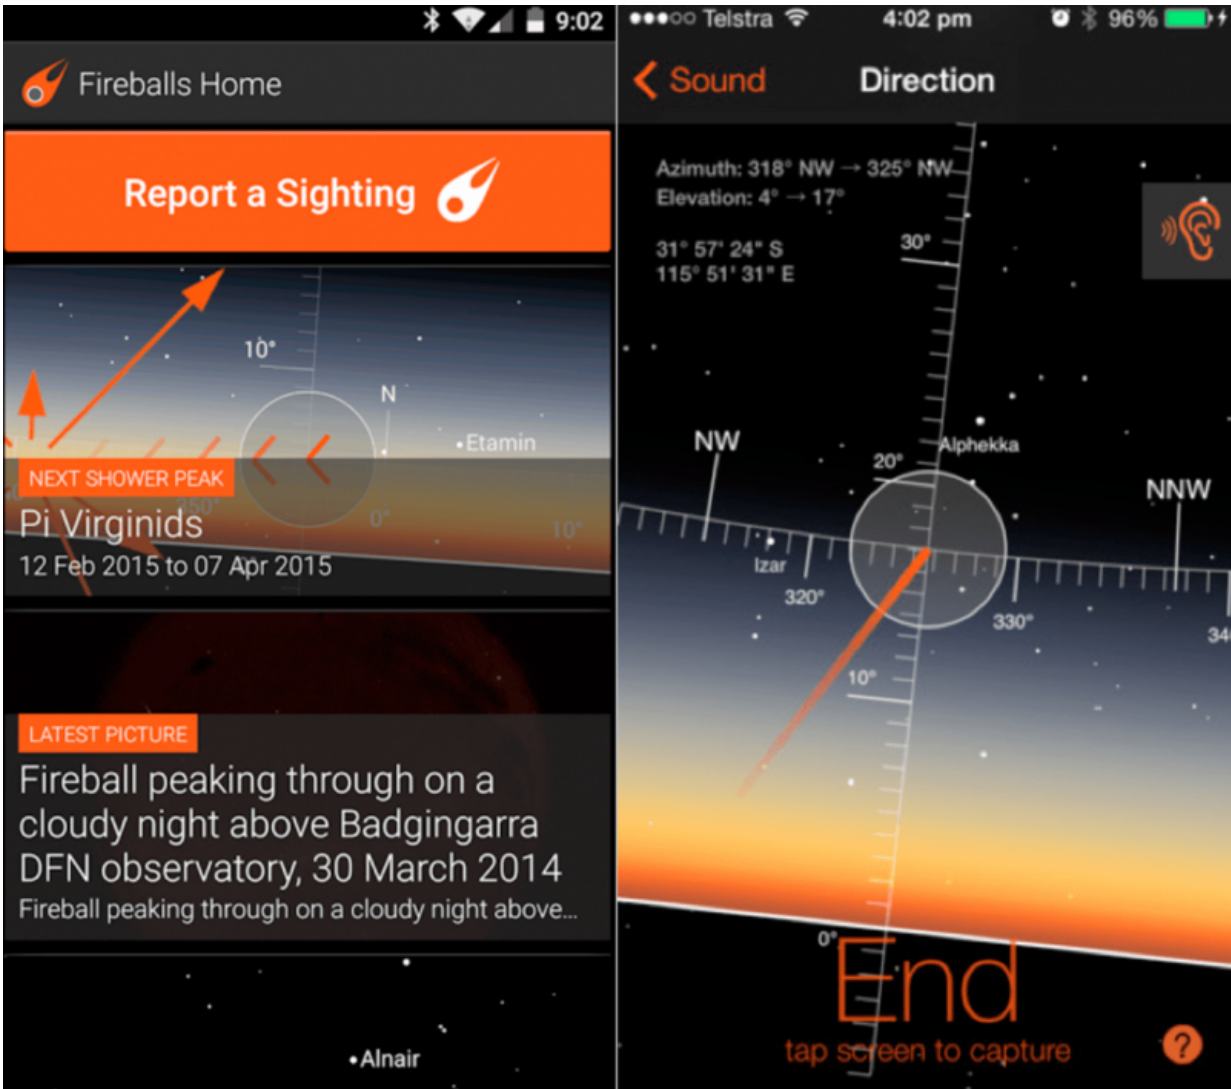 9:02
Fireballs Home
Report a Sighting
10°
N
Etamin
NEXT SHOWER PEAK
350°
0°
10°
Pi Virginids
12 Feb 2015 to 07 Apr 2015
LATEST PICTURE
Fireball peaking through on a
cloudy night above Badgingarra
DFN observatory, 30 March 2014
Fireball peaking through on a cloudy night above...
Alnair
Telstra
4:02 pm
96%
Sound
Direction
Azimuth: 318° NW → 325° NW
Elevation: 4° → 17°
31° 57' 24" S
115° 51' 31" E
30°
NW
Alphekka
20°
NNW
Izar
320°
330°
34
10°
0°
End
tap screen to capture
?